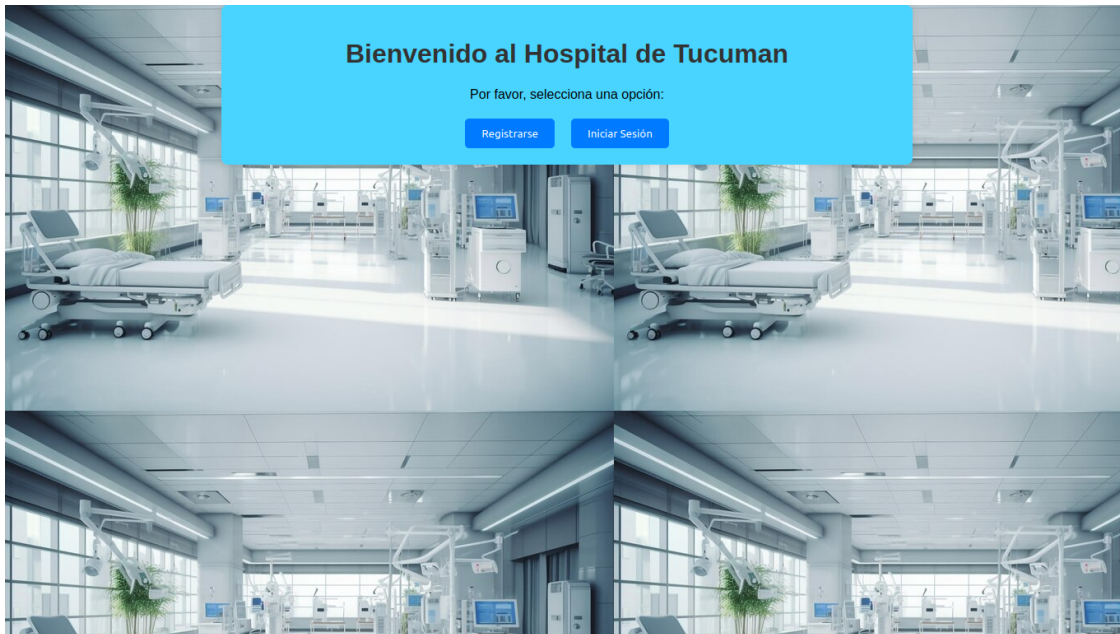 Bienvenido al Hospital de Tucuman
Por favor, selecciona una opción:
Registrarse
Iniciar Sesión